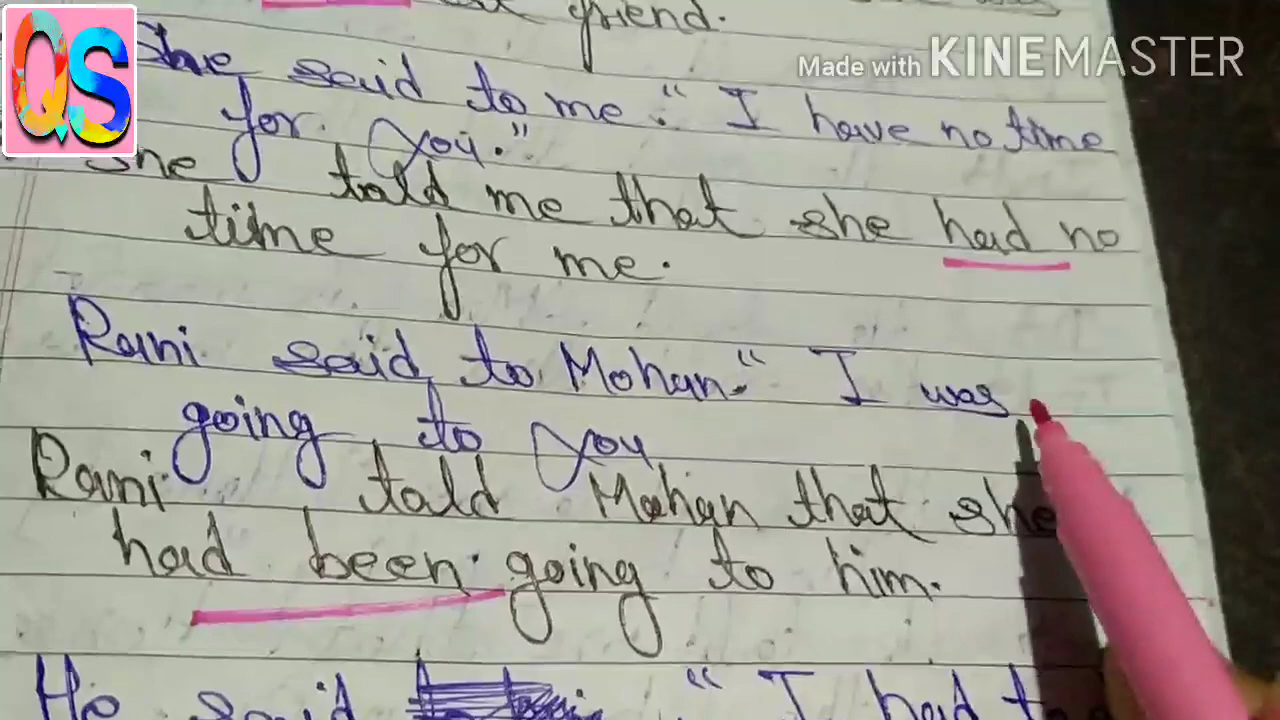 friend.
QS
Made with KINEMASTER
She said to me." I have no time
for you."
She told me that she had no
time for me.
Rani said to Mohan." I was
going to you
Rani told Mohan that she
had been going to him.
He said " I had to